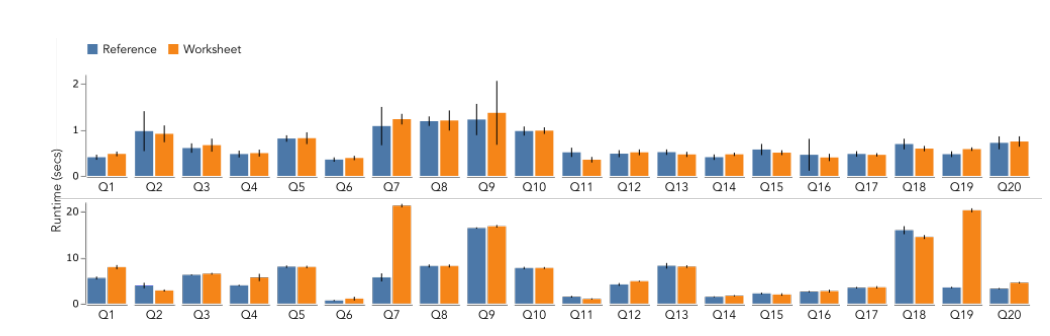 Reference Worksheet
Runtime (secs)
2
1
0
Q1 Q2 Q3 Q4 Q5 Q6 Q7 Q8 Q9 Q10 Q11 Q12 Q13 Q14 Q15 Q16 Q17 Q18 Q19 Q20
20
10
0
Q1 Q2 Q3 Q4 Q5 Q6 Q7 Q8 Q9 Q10 Q11 Q12 Q13 Q14 Q15 Q16 Q17 Q18 Q19 Q20